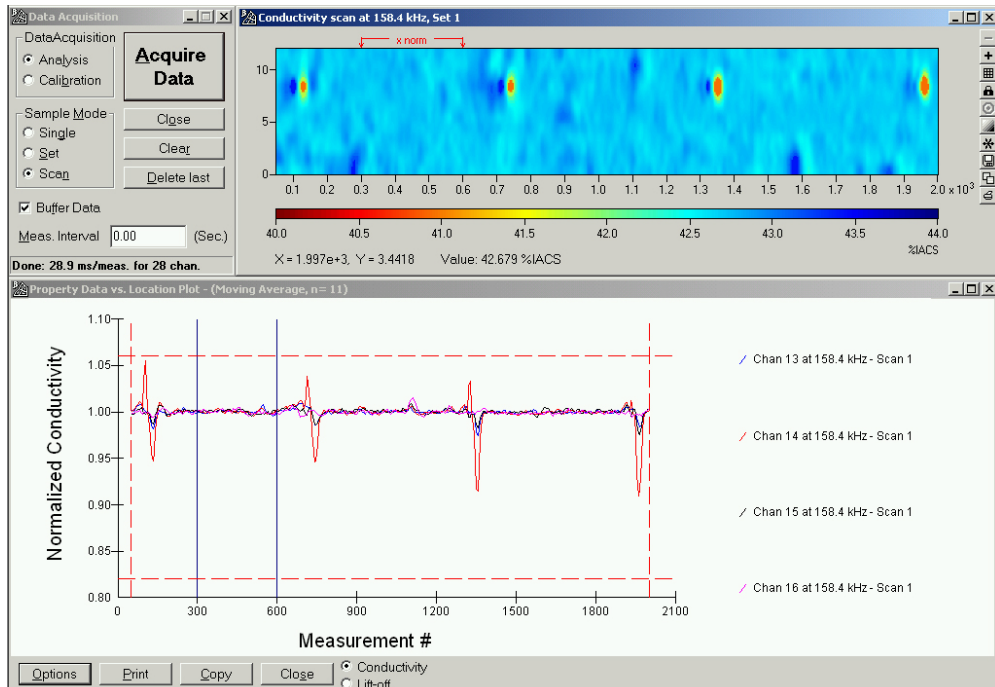 Data Acquisition
DataAcquisition
Analysis
Calibration
Acquire
Data
Sample Mode
Single
Set
Scan
Close
Clear
Delete last
Buffer Data
Meas. Interval 0.00 (Sec.)
Done: 28.9 ms/meas. for 28 chan.
Conductivity scan at 158.4 kHz, Set 1
x norm
10
5
0
0.1 0.3 0.4 0.5 0.6 0.7 0.8 0.9 1.0 1.1 1.2 1.3 1.4 1.5 1.6 1.7 1.8 1.9 2.0 x 10³
40.0 40.5 41.0 41.5 42.0 42.5 43.0 43.5 44.0
%IACS
X = 1.997e+3, Y = 3.4418 Value: 42.679 %IACS
Property Data vs. Location Plot - (Moving Average, n= 11)
1.10
1.05
1.00
0.95
0.90
0.85
0.80
Normalized Conductivity
0 300 600 900 1200 1500 1800 2100
Measurement #
Chan 13 at 158.4 kHz - Scan 1
Chan 14 at 158.4 kHz - Scan 1
Chan 15 at 158.4 kHz - Scan 1
Chan 16 at 158.4 kHz - Scan 1
Options Print Copy Close
Conductivity
Lift-off